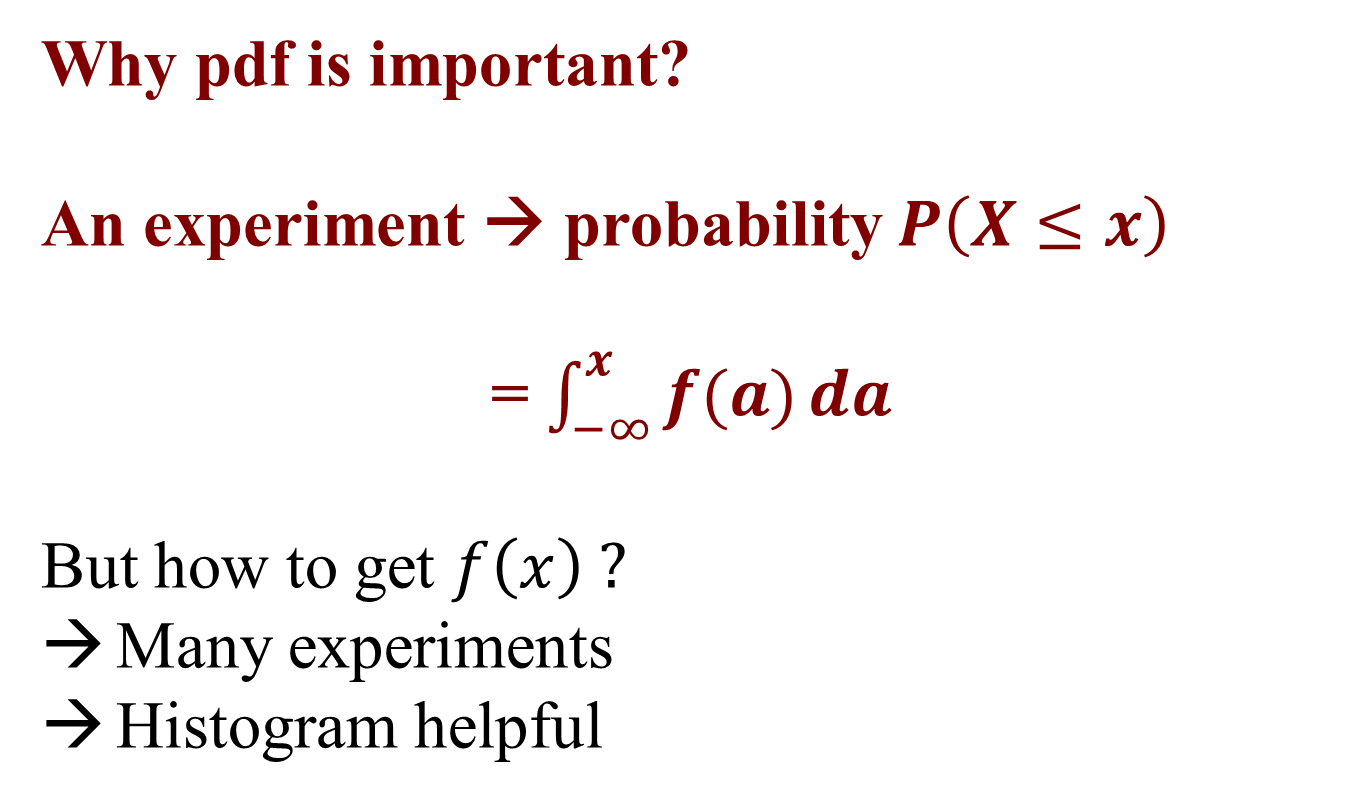 Why pdf is important?
An experiment → probability P(X ≤ x)
= ∫_{−∞}^{x} f(a) da
But how to get f(x) ?
→ Many experiments
→ Histogram helpful